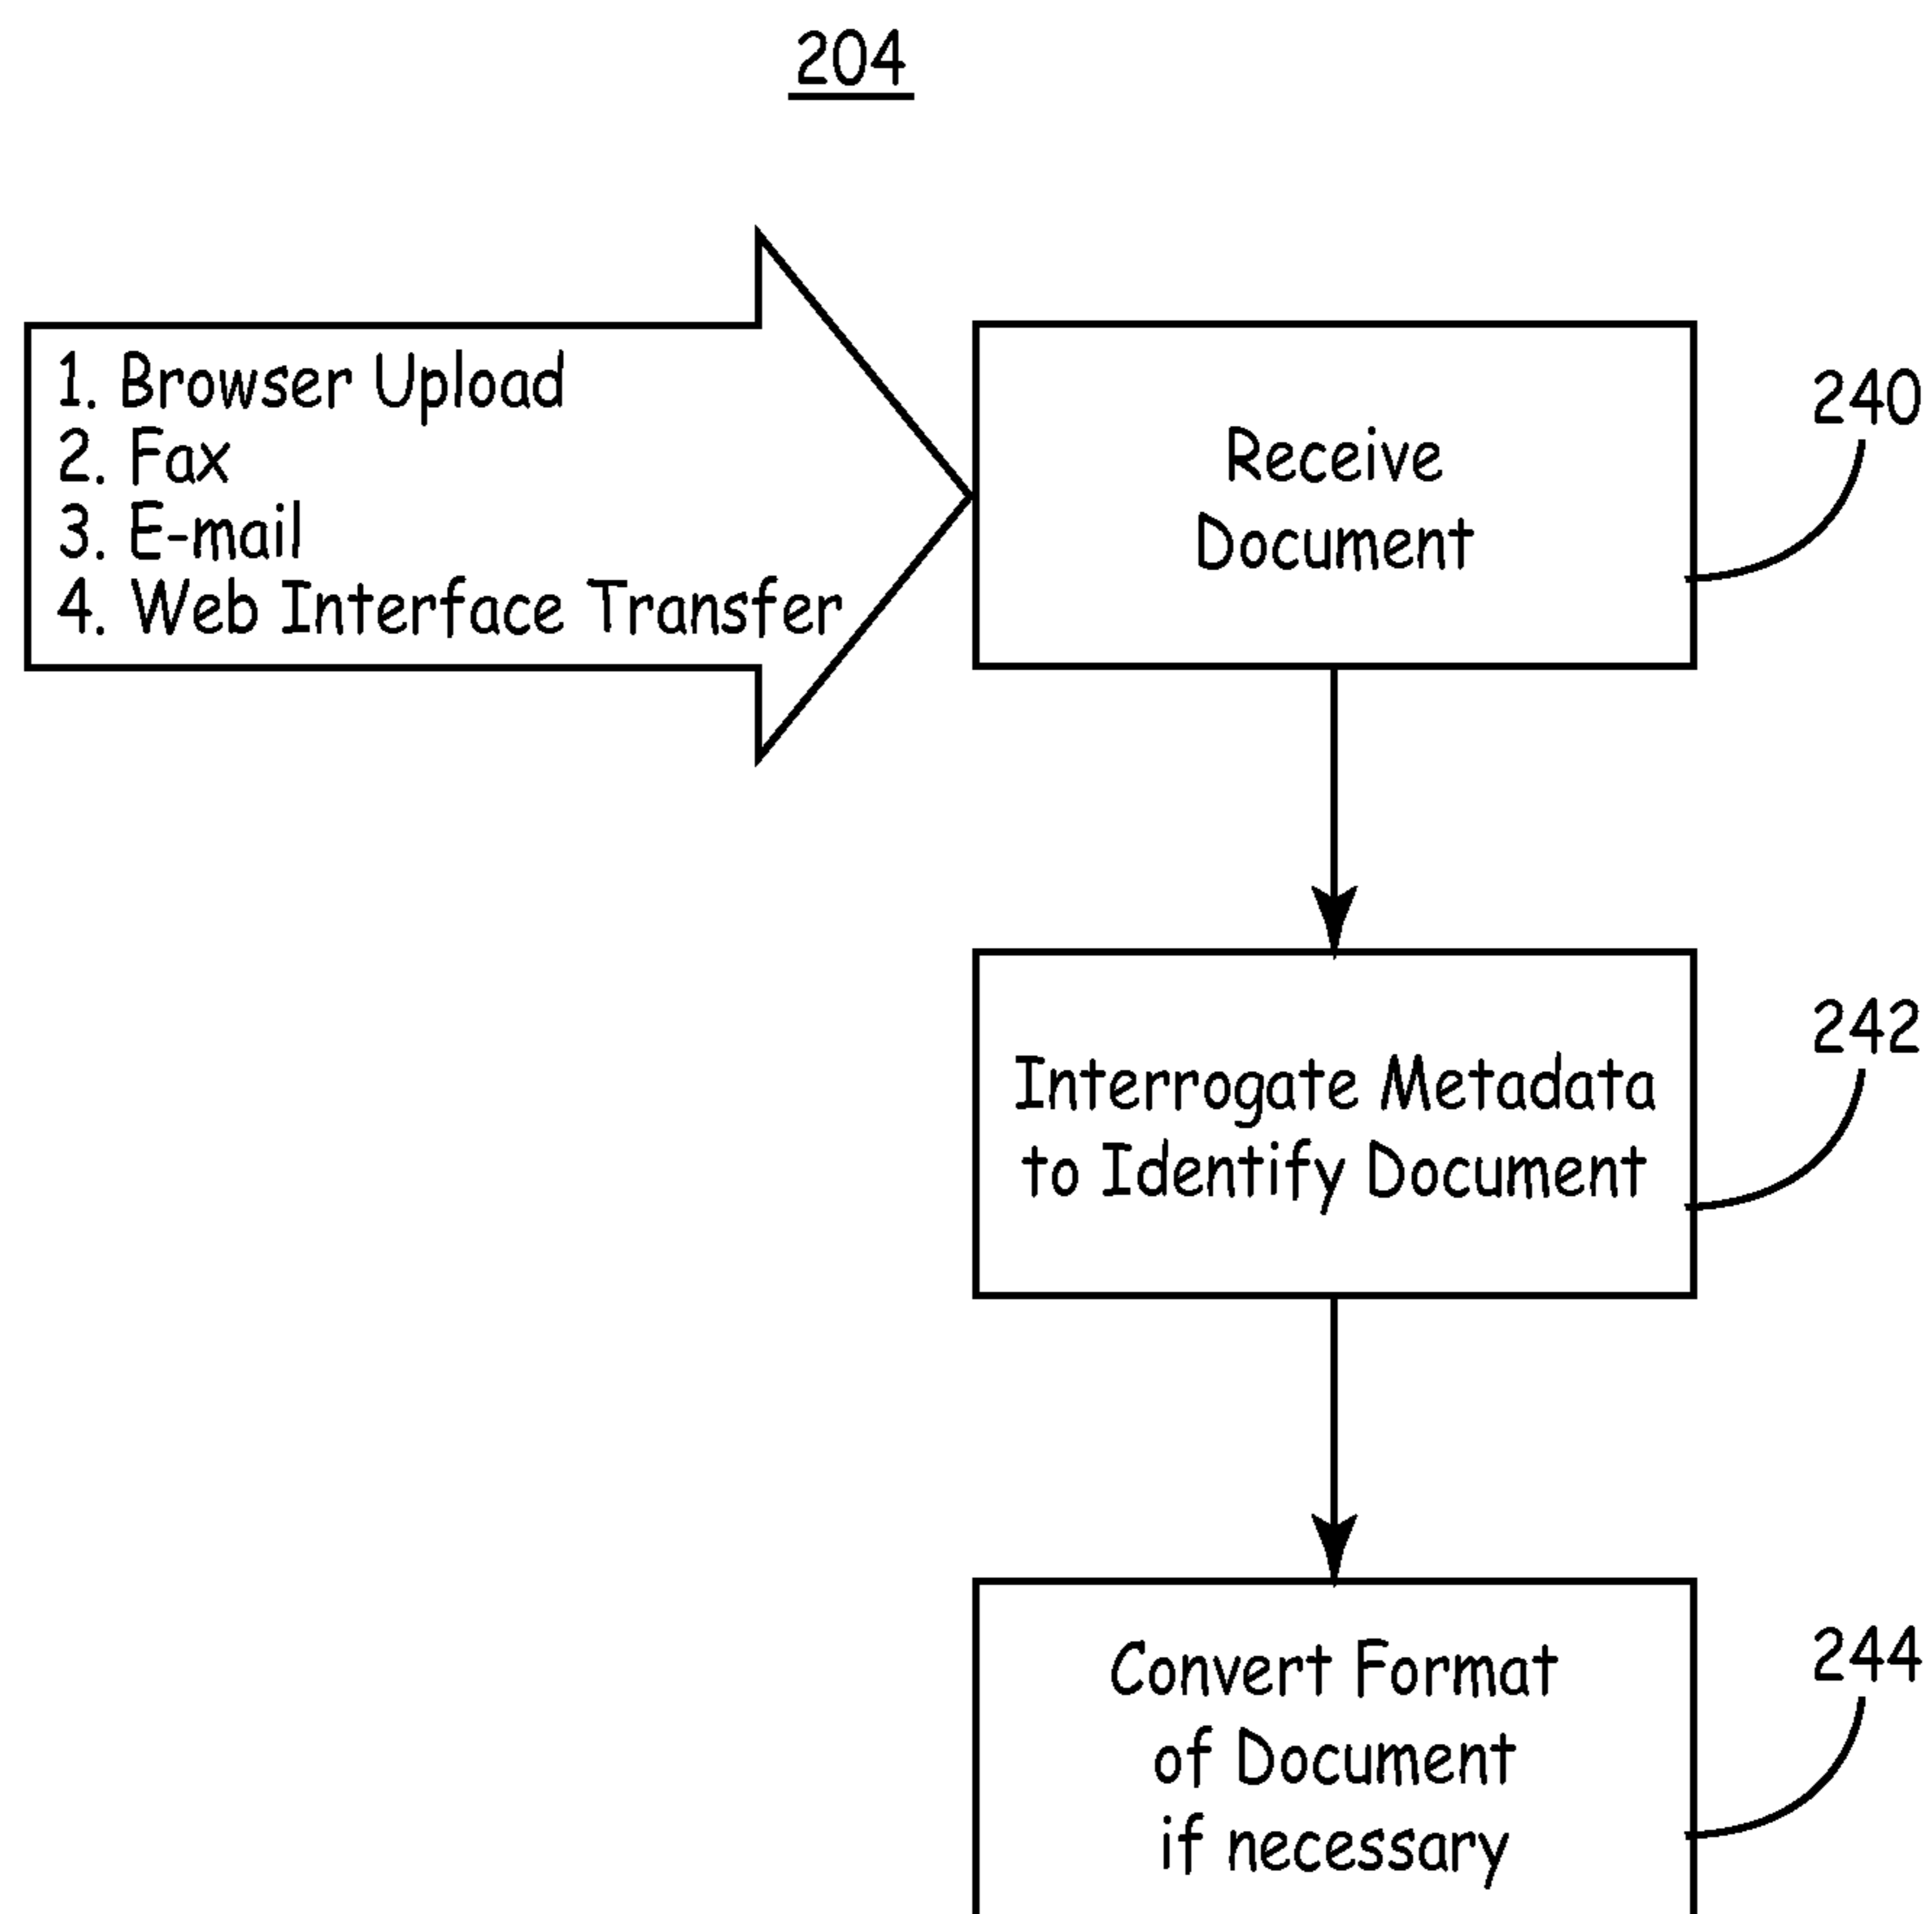 204
1. Browser Upload
2. Fax
3. E-mail
4. Web Interface Transfer
Receive
Document
240
Interrogate Metadata
to Identify Document
242
Convert Format
of Document
if necessary
244